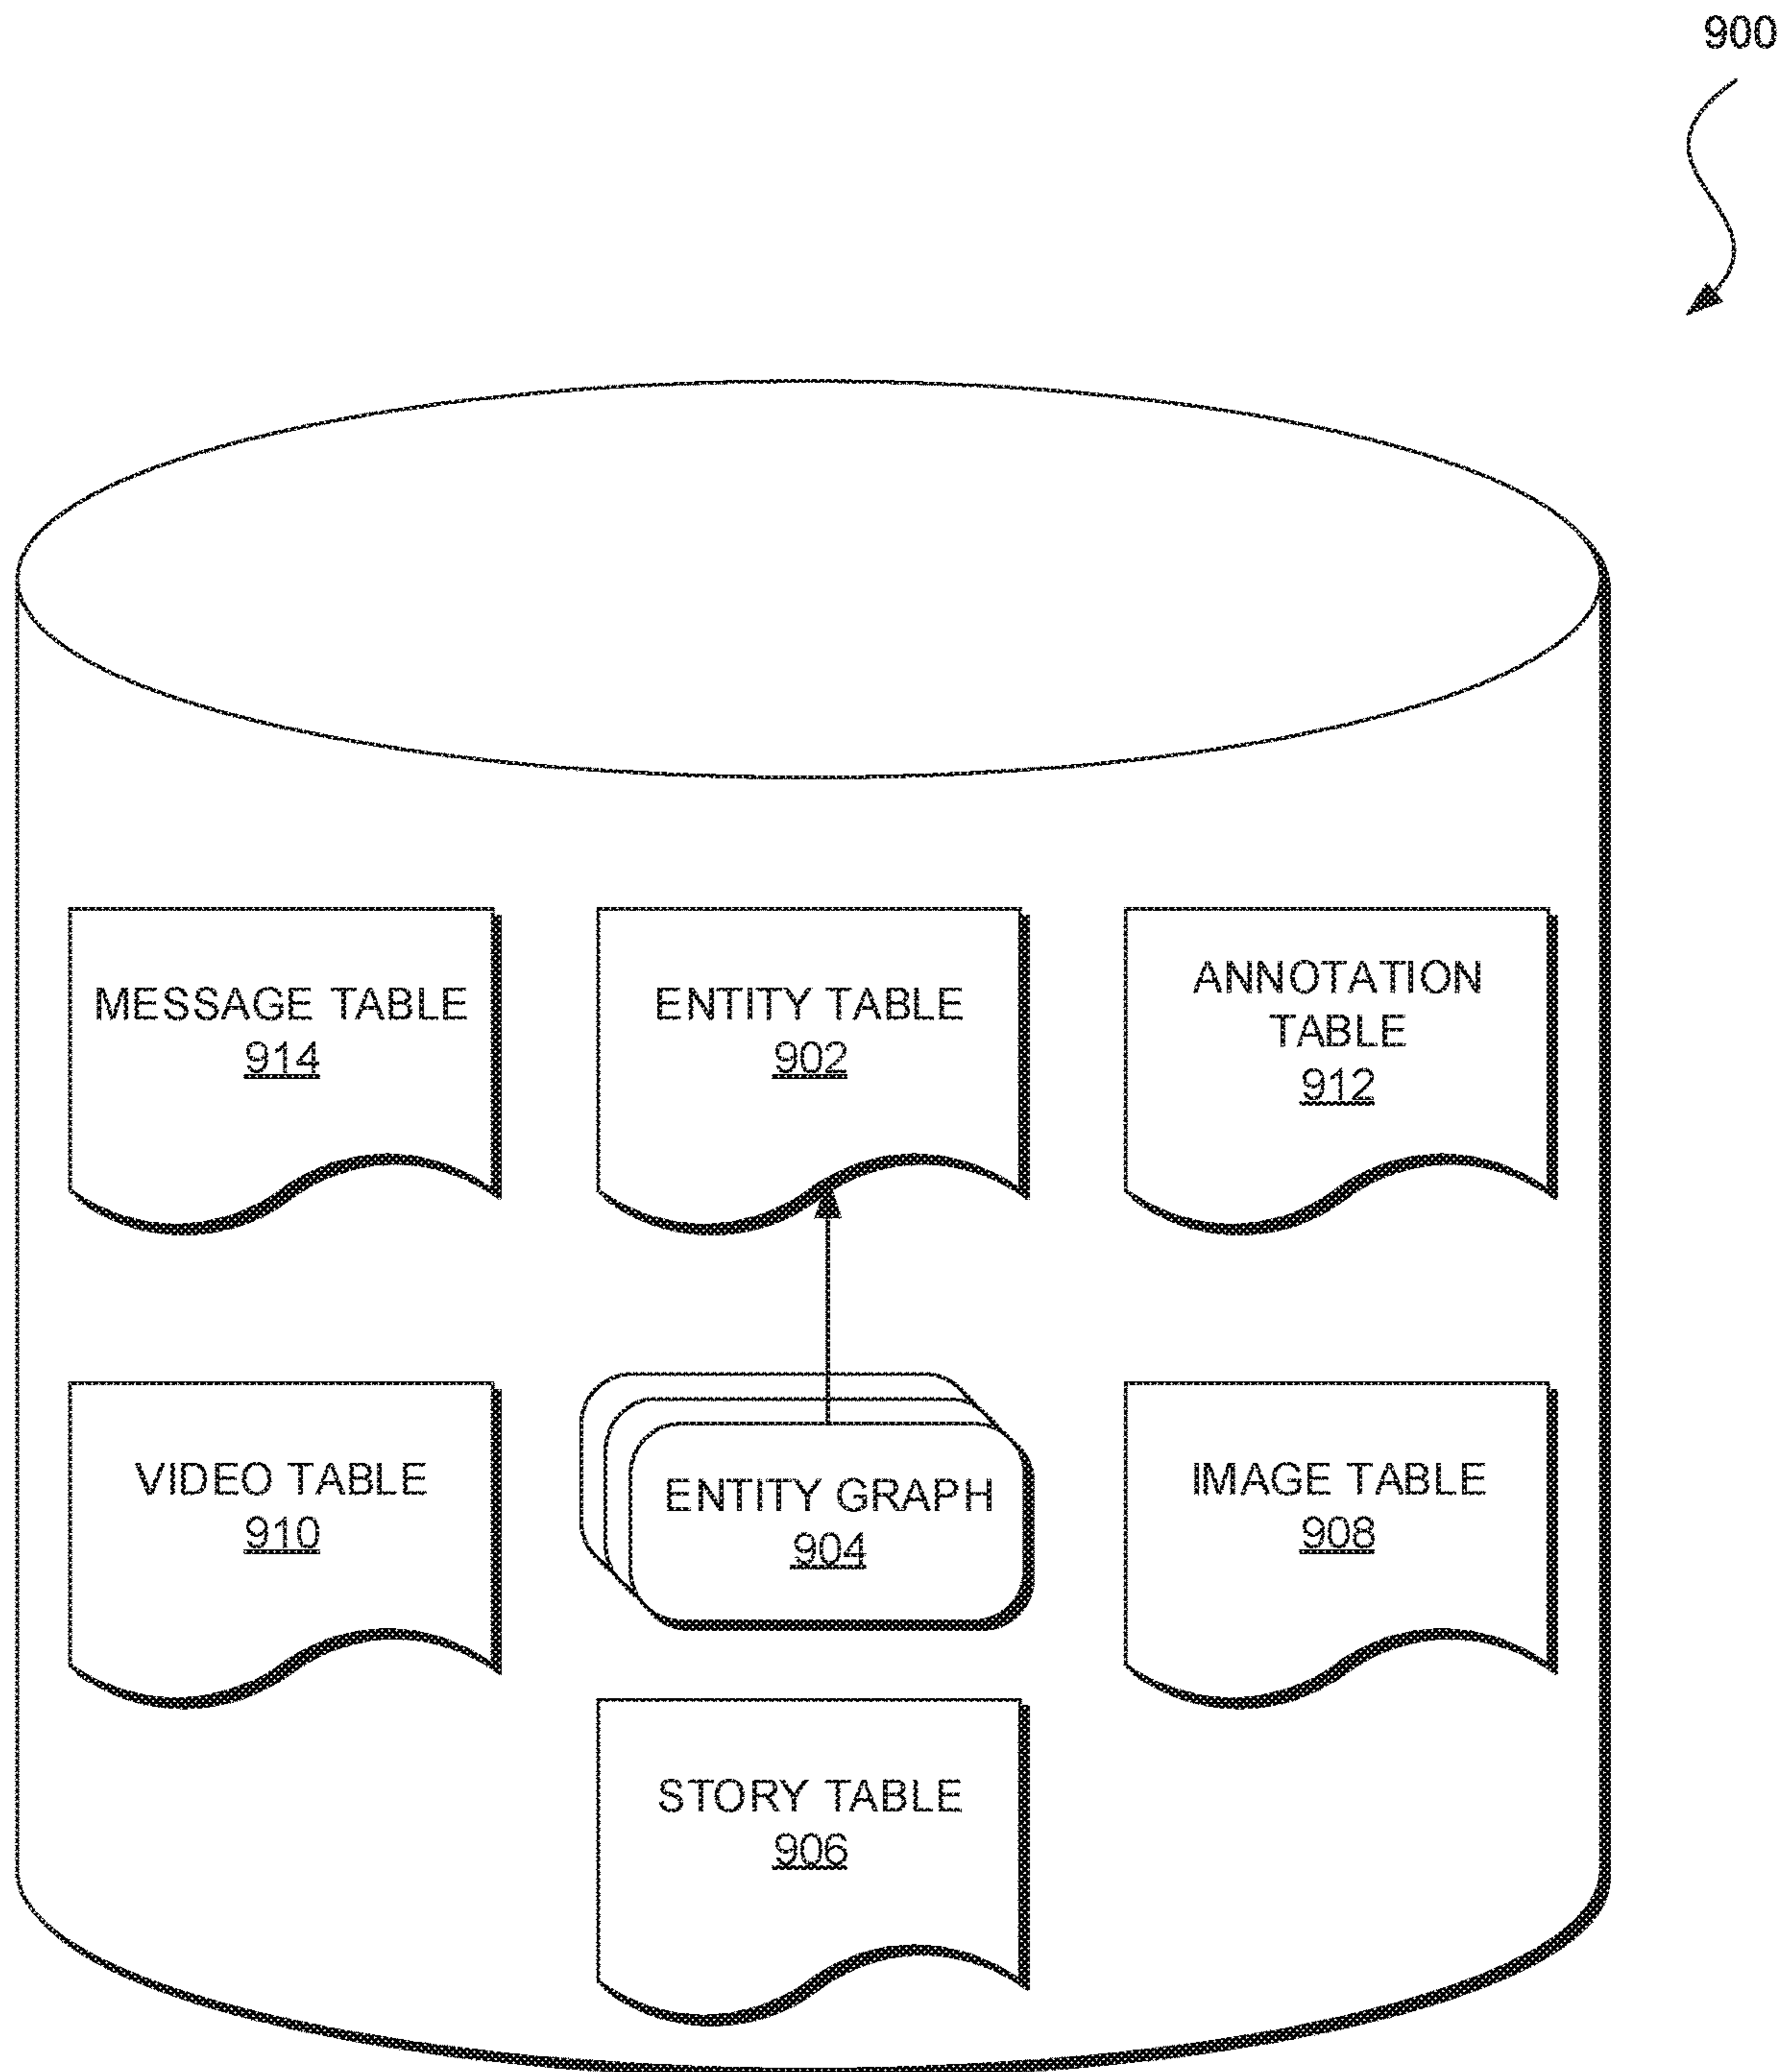 900
MESSAGE TABLE
914
ENTITY TABLE
902
ANNOTATION
TABLE
912
VIDEO TABLE
910
ENTITY GRAPH
904
IMAGE TABLE
908
STORY TABLE
906